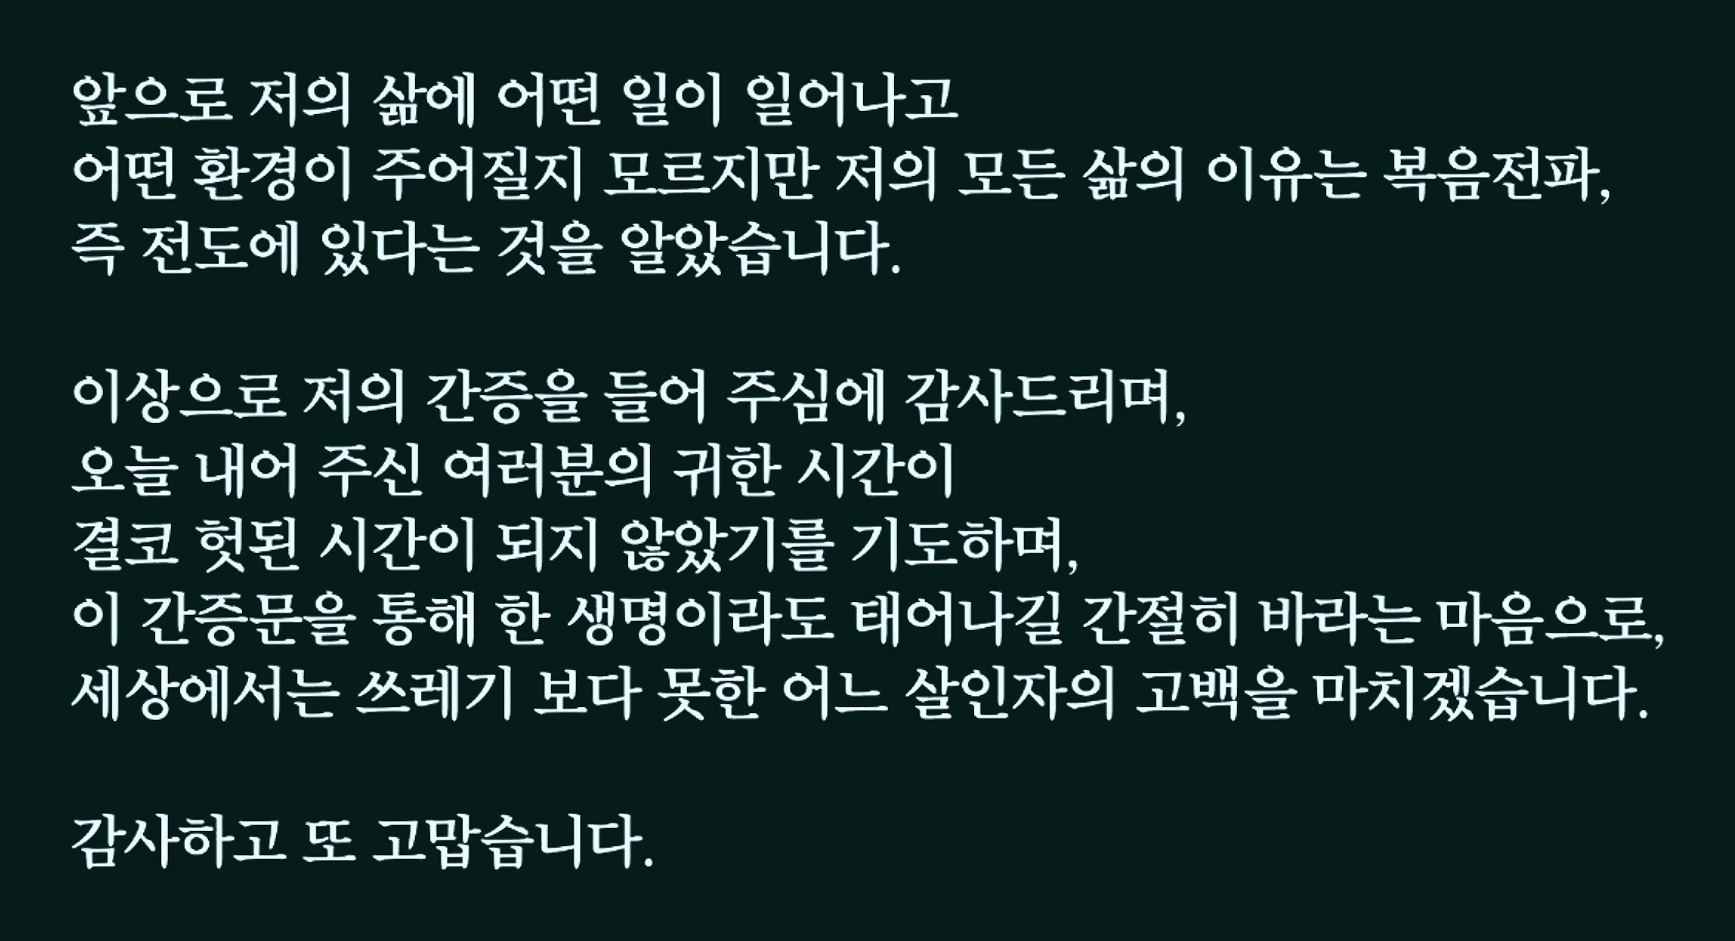 앞으로 저의 삶에 어떤 일이 일어나고
어떤 환경이 주어질지 모르지만 저의 모든 삶의 이유는 복음전파,
즉 전도에 있다는 것을 알았습니다.
이상으로 저의 간증을 들어 주심에 감사드리며,
오늘 내어 주신 여러분의 귀한 시간이
결코 헛된 시간이 되지 않았기를 기도하며,
이 간증문을 통해 한 생명이라도 태어나길 간절히 바라는 마음으로,
세상에서는 쓰레기 보다 못한 어느 살인자의 고백을 마치겠습니다.
감사하고 또 고맙습니다.